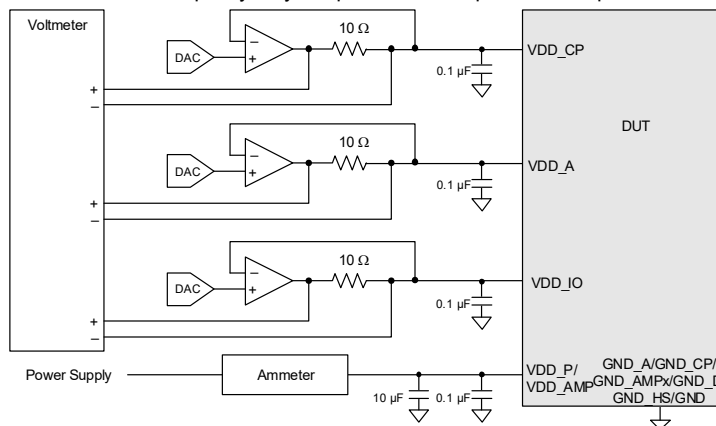 Voltmeter
10 Ω
DAC
−
+
VDD_CP
0.1 µF
+
−
DUT
10 Ω
DAC
−
+
VDD_A
0.1 µF
+
−
10 Ω
DAC
−
+
VDD_IO
0.1 µF
+
−
Power Supply
Ammeter
VDD_P/
VDD_AMP
10 µF
0.1 µF
GND_A/GND_CP/
GND_AMPx/GND_D
GND_HS/GND